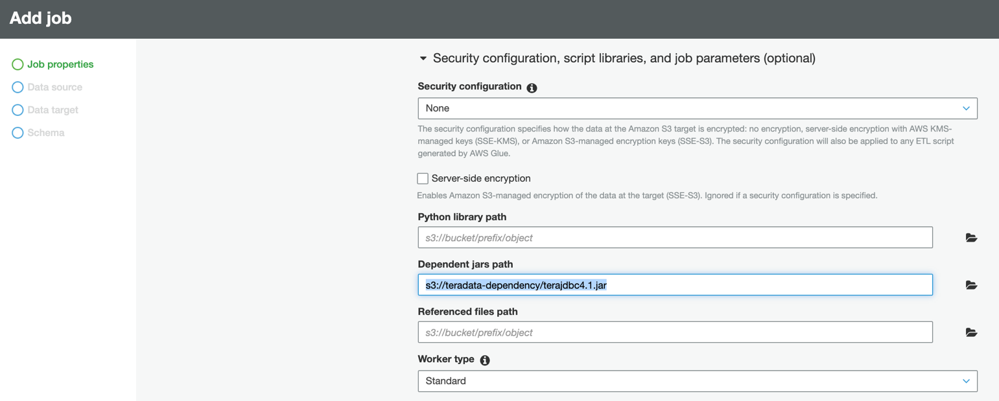 Add job
Job properties
Data source
Data target
Schema
Security configuration, script libraries, and job parameters (optional)
Security configuration
None
The security configuration specifies how the data at the Amazon S3 target is encrypted: no encryption, server-side encryption with AWS KMS-
managed keys (SSE-KMS), or Amazon S3-managed encryption keys (SSE-S3). The security configuration will also be applied to any ETL script
generated by AWS Glue.
Server-side encryption
Enables Amazon S3-managed encryption of the data at the target (SSE-S3). Ignored if a security configuration is specified.
Python library path
s3://bucket/prefix/object
Dependent jars path
s3://teradata-dependency/terajdbc4.1.jar
Referenced files path
s3://bucket/prefix/object
Worker type
Standard